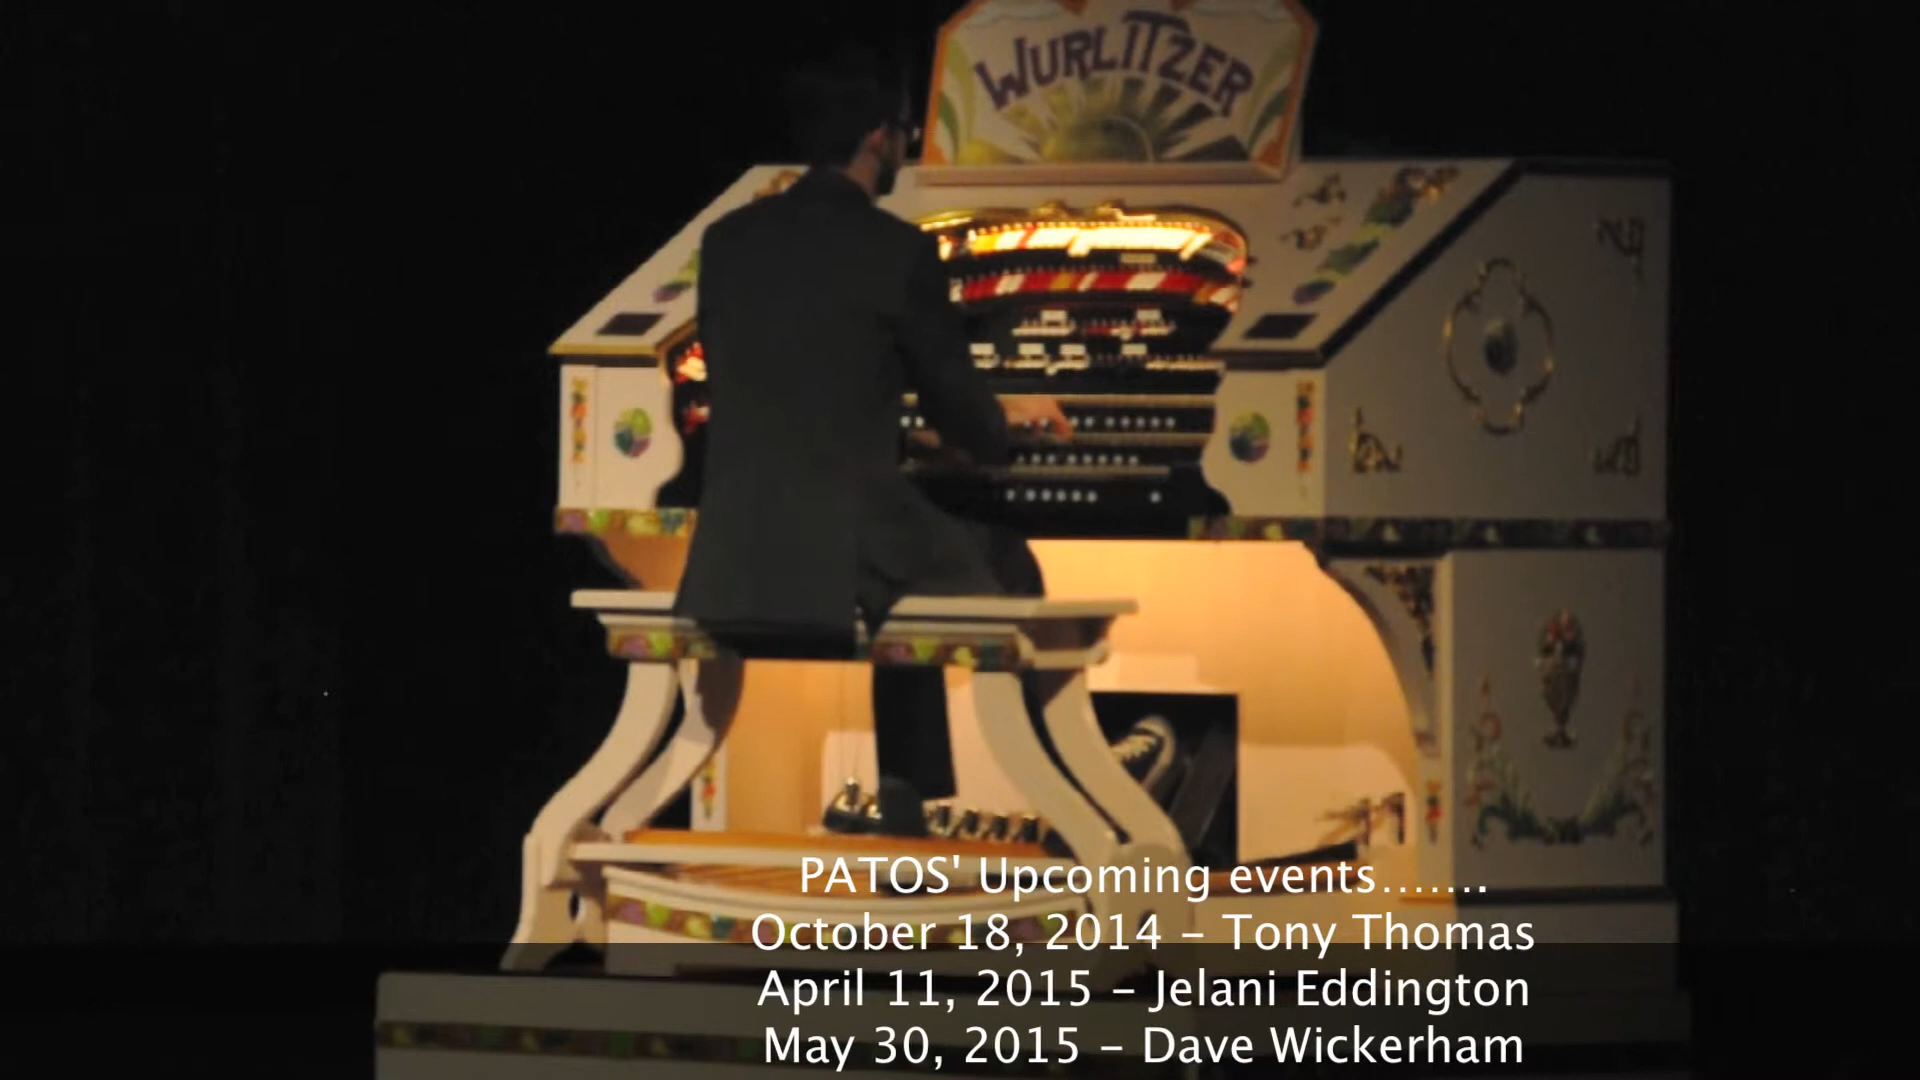 WURLITZER
PATOS' Upcoming events.......
October 18, 2014 – Tony Thomas
April 11, 2015 – Jelani Eddington
May 30, 2015 – Dave Wickerham